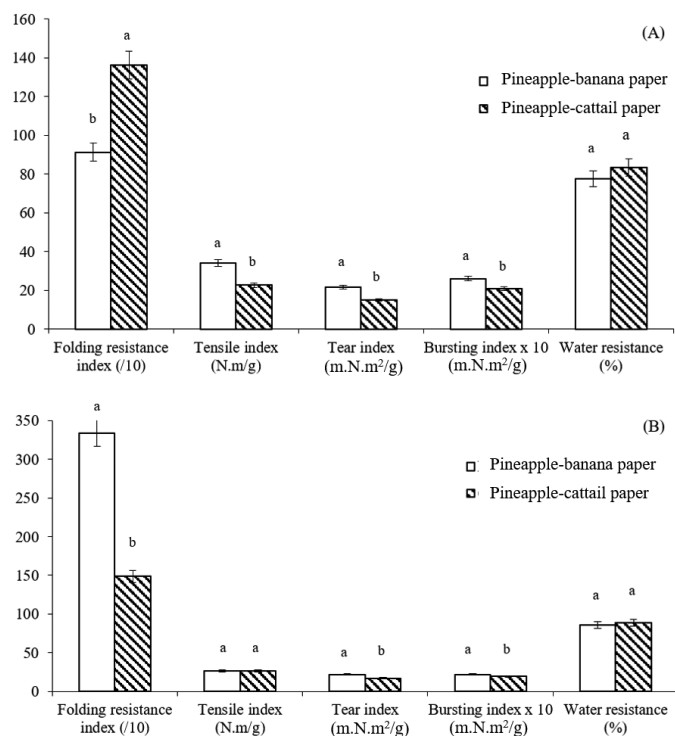 160
(A)
a
140
Pineapple-banana paper
120
Pineapple-cattail paper
b
100
a a
80
60
a
40
b a a
b
b
20
0
Folding resistance Tensile index Tear index Bursting index x 10 Water resistance
index (/10) (N.m/g) (m.N.m²/g) (m.N.m²/g) (%)
a
350
(B)
300
Pineapple-banana paper
250
Pineapple-cattail paper
200
b
150
a a
100
a a a b a b
50
0
Folding resistance Tensile index Tear index Bursting index x 10 Water resistance
index (/10) (N.m/g) (m.N.m²/g) (m.N.m²/g) (%)